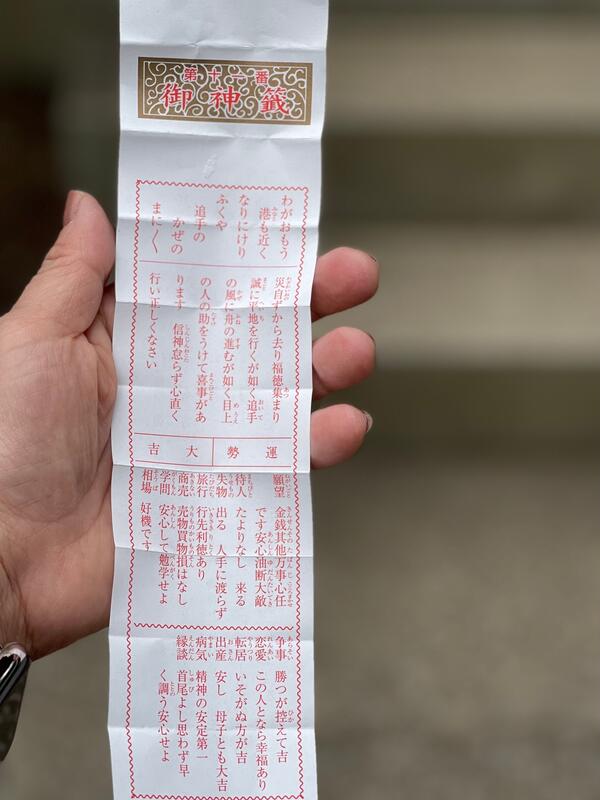 第十一番
御神籤
わがおもう
港も近く
なりにけり
ふくや
追手の
かぜの
まに〱
災自ずから去り福徳集まり
誠に平地を行くが如く追手
の風に舟の進むが如く目上
の人の助をうけて喜事があ
ります　信神怠らず心直く
行い正しくなさい
運勢
大吉
願望　金銭其他万事心任
です安心油断大敵
待人　たよりなし　来る
失物　出る　人手に渡らず
旅行　行先利徳あり
商売　売物買物損はなし
学問　安心して勉学せよ
相場　好機です
争事　勝つが控えて吉
恋愛　この人となら幸福あり
転居　いそがぬ方が吉
出産　安し　母子とも大吉
病気　精神の安定第一
縁談　首尾よし思わず早
く調う安心せよ